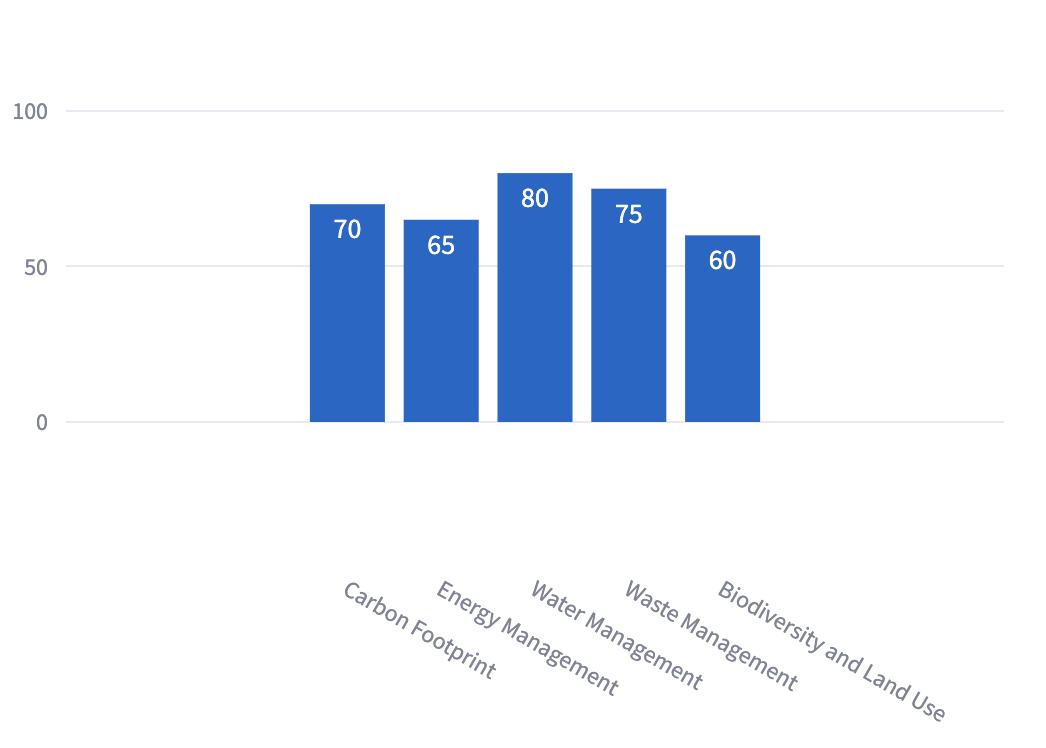 100
50
0
70
65
80
75
60
Carbon Footprint
Energy Management
Water Management
Waste Management
Biodiversity and Land Use